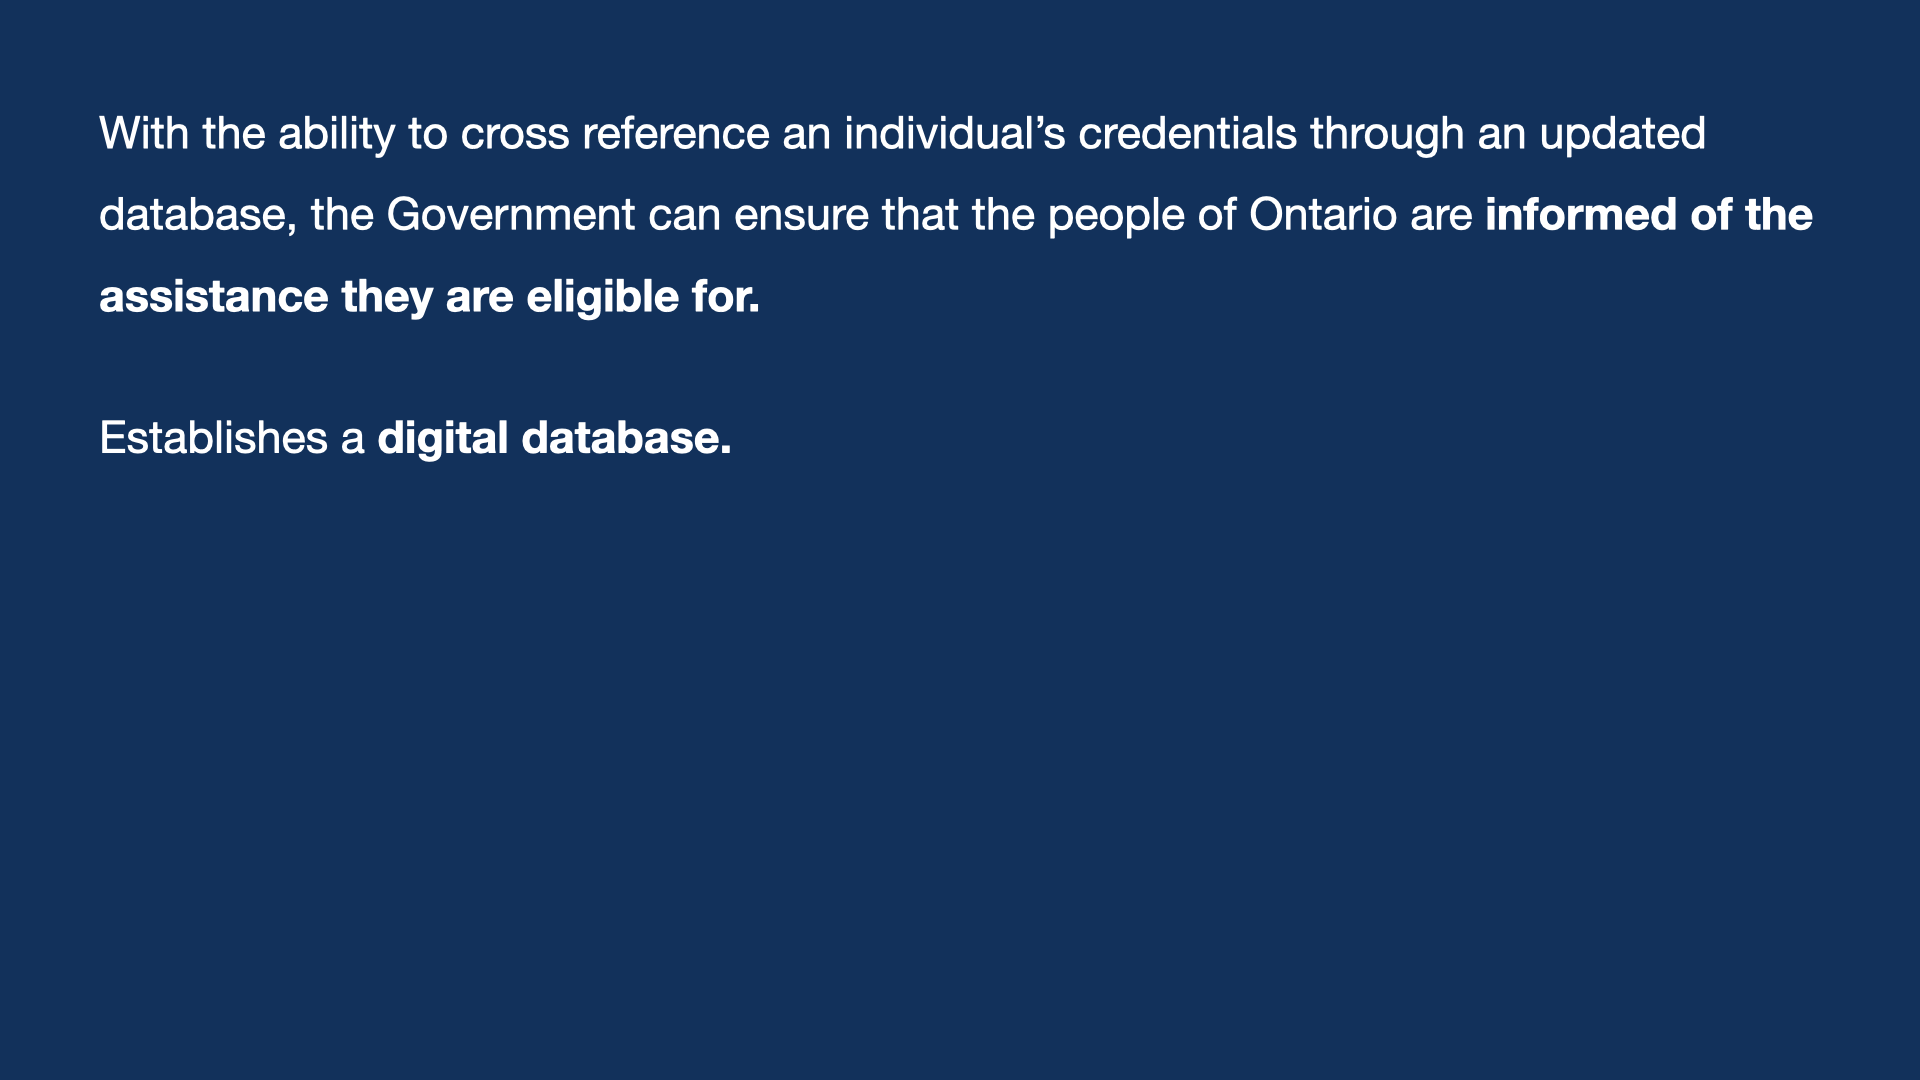 With the ability to cross reference an individual’s credentials through an updated
database, the Government can ensure that the people of Ontario are informed of the
assistance they are eligible for.
Establishes a digital database.